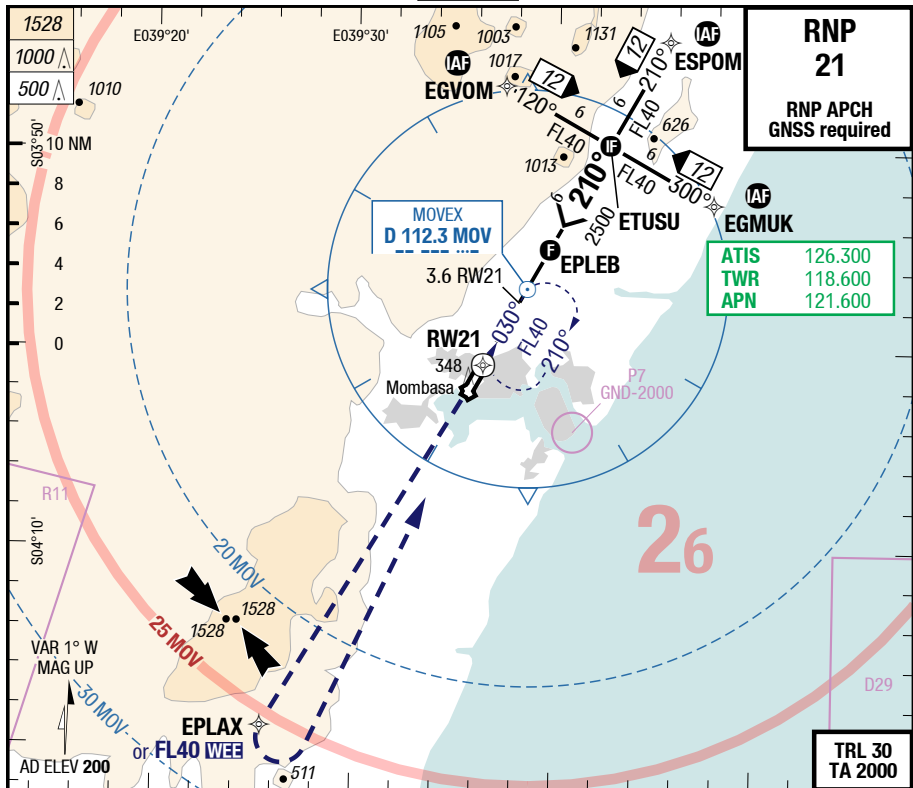 1528
1000
500
1010
E039°20'
E039°30'
S03°50'
10 NM
8
6
4
2
0
1105
1003
1131
1017
1013
626
IAF
EGVOM
IAF
ESPOM
IAF
EGMUK
12
12
12
120°
6
FL40
210°
6
FL40
6
FL40
300°
IF
ETUSU
210°
6
2500
F
EPLEB
RNP
21
RNP APCH
GNSS required
MOVEX
D 112.3 MOV
3.6 RW21
ATIS 126.300
TWR 118.600
APN 121.600
030°
FL40
210°
RW21
348
Mombasa
P7
GND-2000
R11
S04°10'
20 MOV
25 MOV
30 MOV
1528
1528
26
D29
VAR 1° W
MAG UP
AD ELEV 200
EPLAX
or FL40 WEE
511
TRL 30
TA 2000